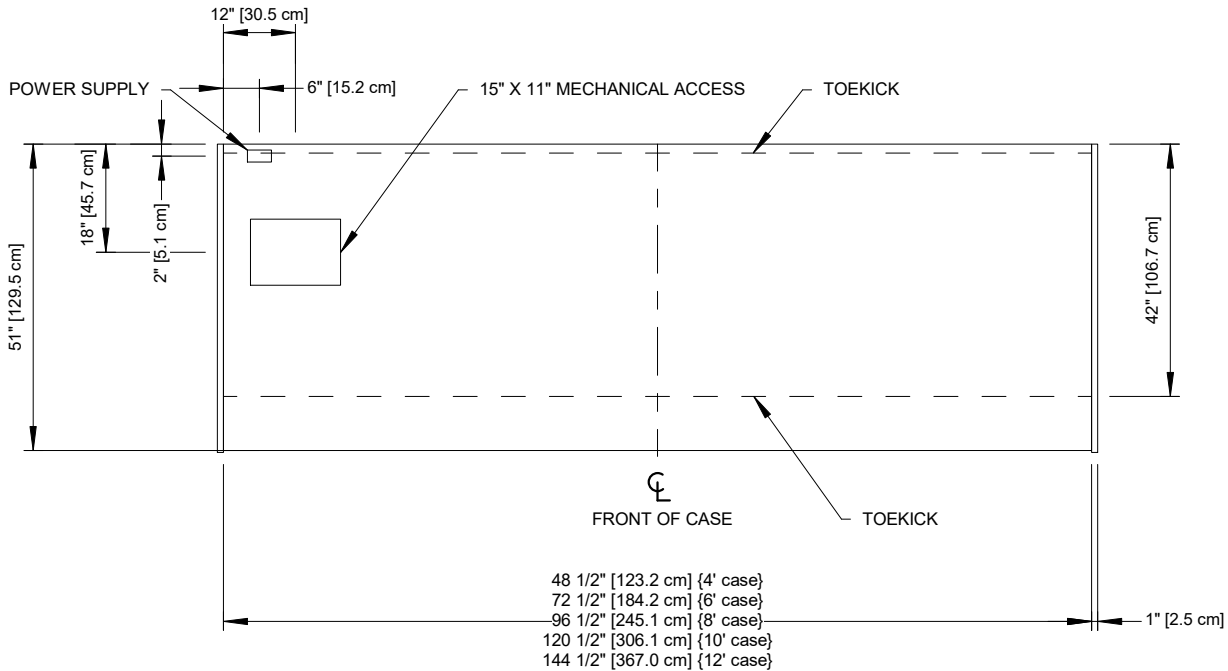 12" [30.5 cm]
POWER SUPPLY
6" [15.2 cm]
15" X 11" MECHANICAL ACCESS
TOEKICK
51" [129.5 cm]
18" [45.7 cm]
2" [5.1 cm]
42" [106.7 cm]
℄
FRONT OF CASE
TOEKICK
48 1/2" [123.2 cm] {4' case}
72 1/2" [184.2 cm] {6' case}
96 1/2" [245.1 cm] {8' case}
120 1/2" [306.1 cm] {10' case}
144 1/2" [367.0 cm] {12' case}
1" [2.5 cm]